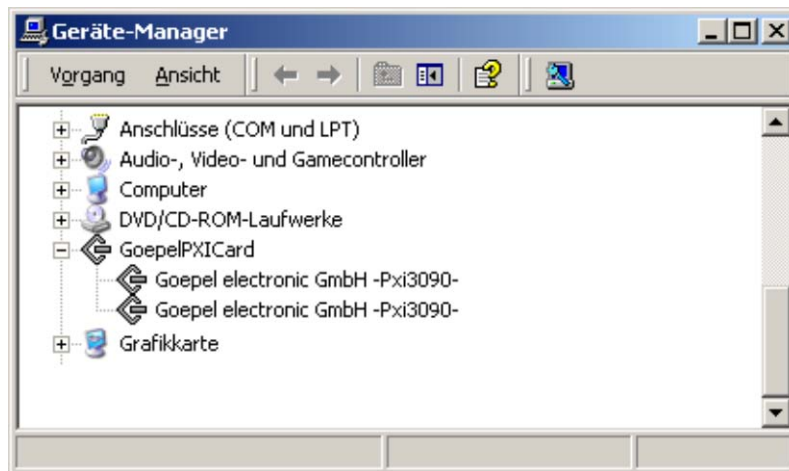 Geräte-Manager
Vorgang Ansicht
Anschlüsse (COM und LPT)
Audio-, Video- und Gamecontroller
Computer
DVD/CD-ROM-Laufwerke
GoepelPXICard
Goepel electronic GmbH -Pxi3090-
Goepel electronic GmbH -Pxi3090-
Grafikkarte